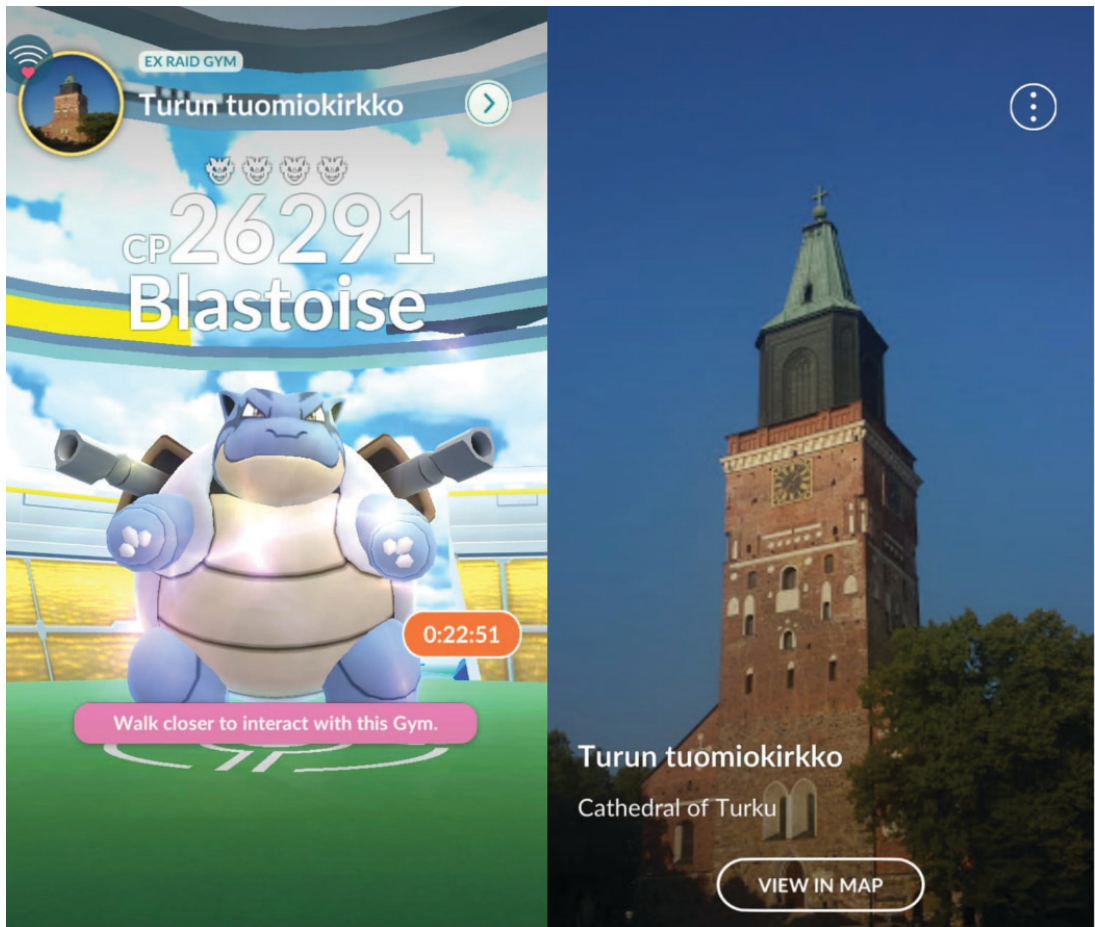 EX RAID GYM
Turun tuomiokirkko
CP26291
Blastoise
0:22:51
Walk closer to interact with this Gym.
Turun tuomiokirkko
Cathedral of Turku
VIEW IN MAP